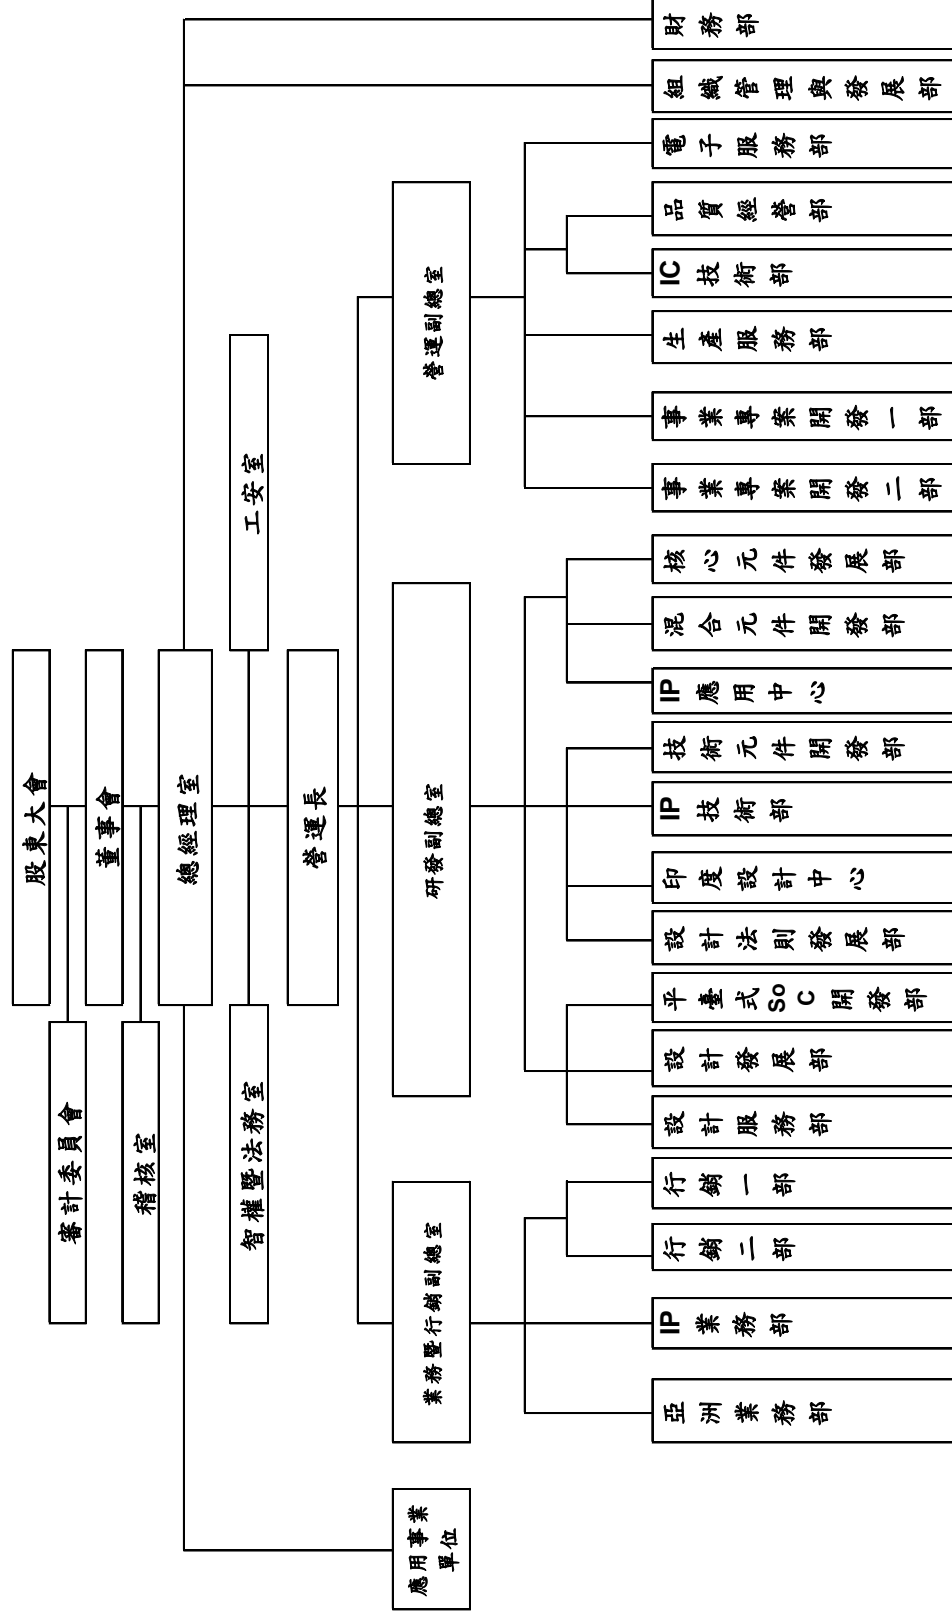 股東大會
審計委員會
董事會
稽核室
總經理室
工安室
智權暨法務室
營運長
應用事業
單位
業務暨行銷副總室
研發副總室
營運副總室
亞洲業務部
IP業務部
行銷二部
行銷一部
設計服務部
設計發展部
平臺式SoC開發部
設計法則發展部
印度設計中心
IP技術部
技術元件開發部
IP應用中心
混合元件開發部
核心元件發展部
事業專案開發二部
事業專案開發一部
生產服務部
IC技術部
品質經營部
電子服務部
組織管理與發展部
財務部